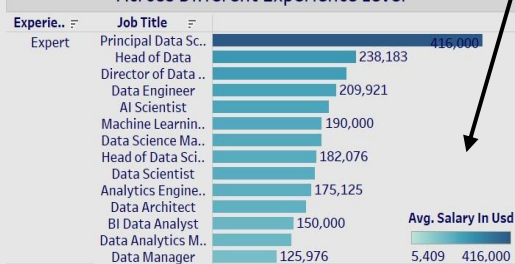 Across Different Experience Level
Experie.. Job Title
Expert Principal Data Sc.. 416,000
Head of Data 238,183
Director of Data ..
Data Engineer 209,921
AI Scientist
Machine Learnin.. 190,000
Data Science Ma..
Head of Data Sci.. 182,076
Data Scientist
Analytics Engine.. 175,125
Data Architect
BI Data Analyst 150,000
Data Analytics M..
Data Manager 125,976
Avg. Salary In Usd
5,409 416,000